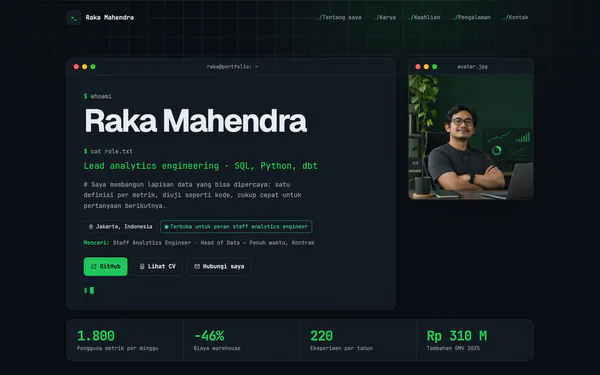 >_ Raka Mahendra
./Tentang saya ./Karya ./Keahlian ./Pengalaman ./Kontak
raka@portfolio: ~
$ whoami
Raka Mahendra
$ cat role.txt
Lead analytics engineering · SQL, Python, dbt
# Saya membangun lapisan data yang bisa dipercaya: satu
definisi per metrik, diuji seperti kode, cukup cepat untuk
pertanyaan berikutnya.
Jakarta, Indonesia
Terbuka untuk peran staff analytics engineer
Mencari: Staff Analytics Engineer · Head of Data — Penuh waktu, Kontrak
GitHub
Lihat CV
Hubungi saya
$
avatar.jpg
1.800
Pengguna metrik per minggu
-46%
Biaya warehouse
220
Eksperimen per tahun
Rp 310 M
Tambahan GMV 2025